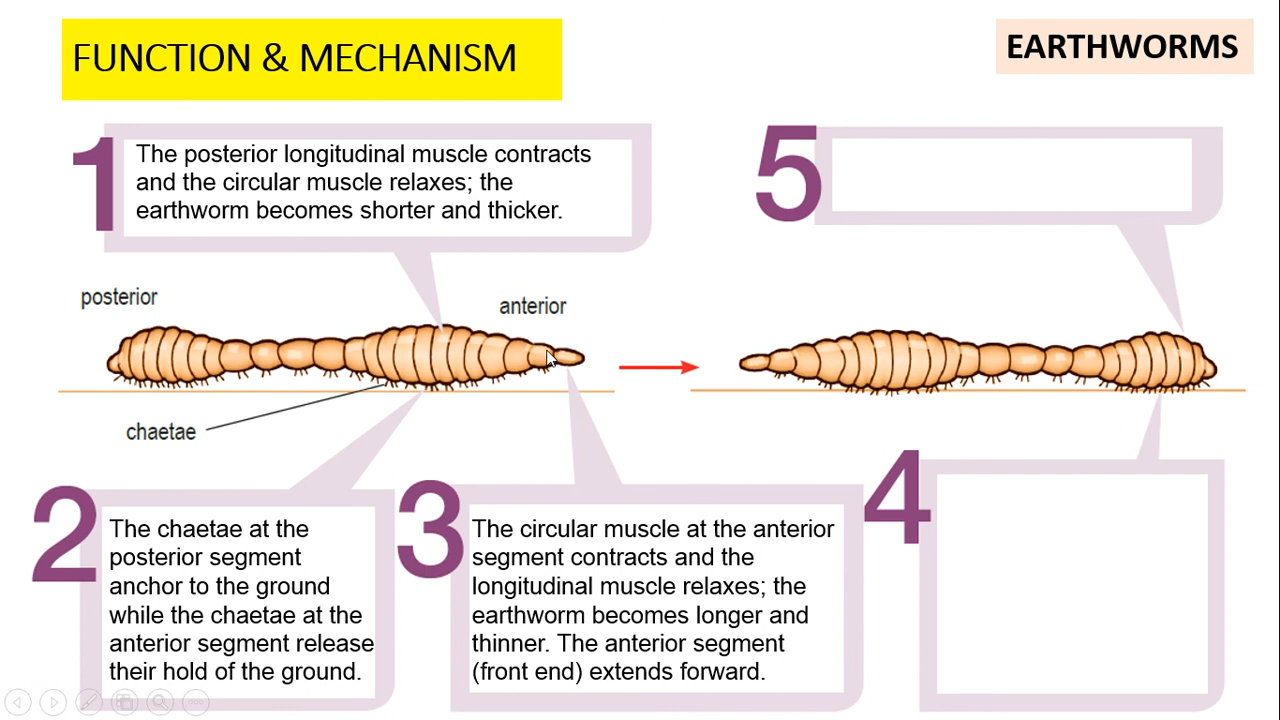 FUNCTION & MECHANISM
EARTHWORMS
1
The posterior longitudinal muscle contracts
and the circular muscle relaxes; the
earthworm becomes shorter and thicker.
5
posterior
anterior
chaetae
2
The chaetae at the
posterior segment
anchor to the ground
while the chaetae at the
anterior segment release
their hold of the ground.
3
The circular muscle at the anterior
segment contracts and the
longitudinal muscle relaxes; the
earthworm becomes longer and
thinner. The anterior segment
(front end) extends forward.
4